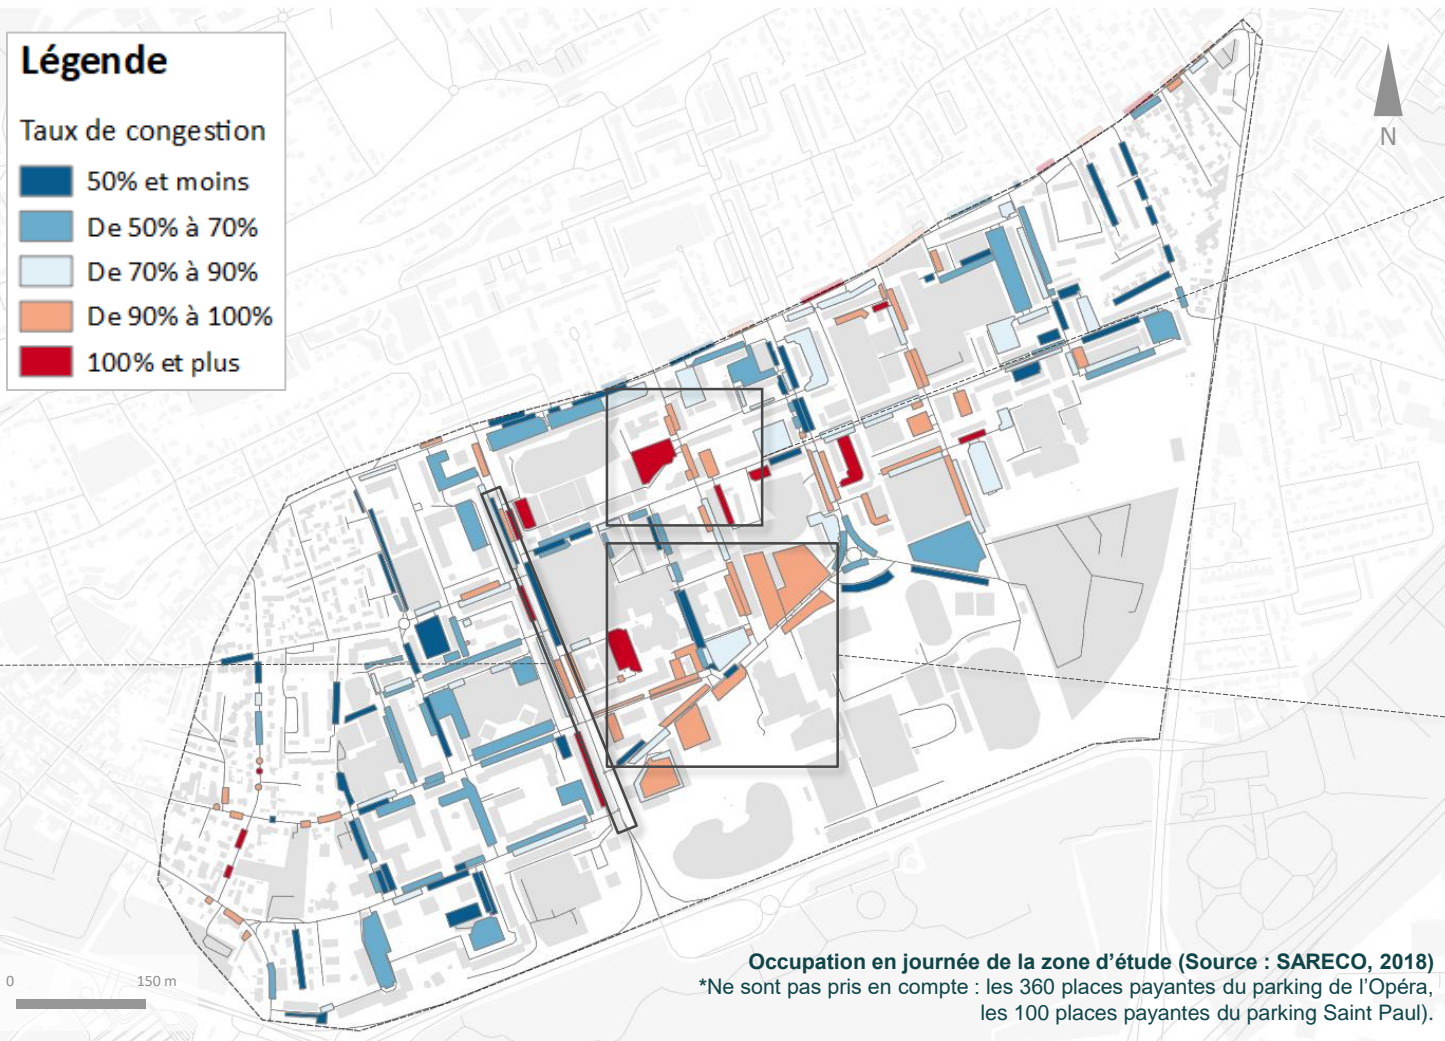 Légende
Taux de congestion
50% et moins
De 50% à 70%
De 70% à 90%
De 90% à 100%
100% et plus
N
0 150 m
Occupation en journée de la zone d'étude (Source : SARECO, 2018)
*Ne sont pas pris en compte : les 360 places payantes du parking de l'Opéra,
les 100 places payantes du parking Saint Paul).